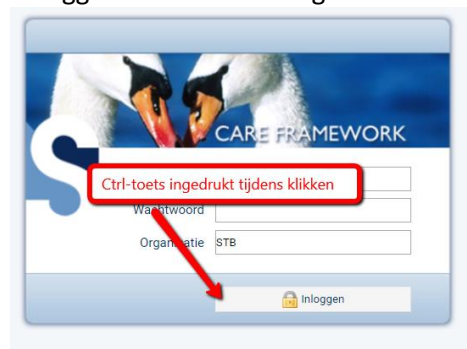 CARE FRAMEWORK
Ctrl-toets ingedrukt tijdens klikken
Wachtwoord
Organisatie STB
Inloggen